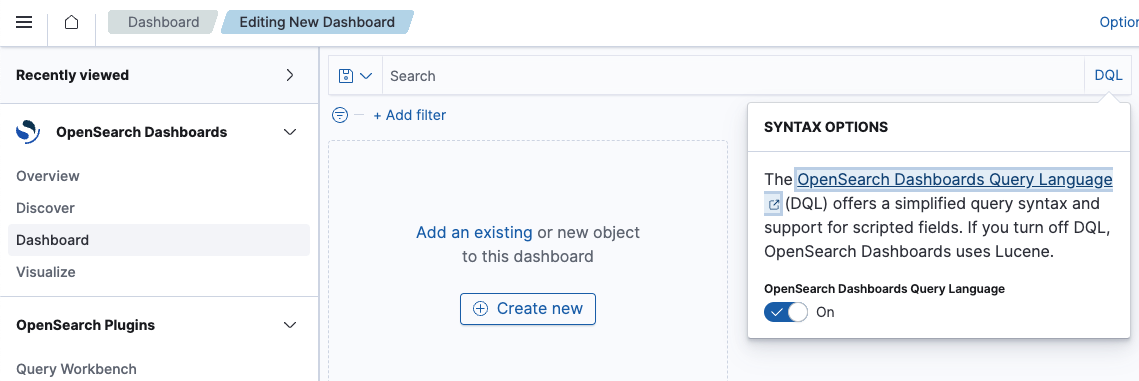 Dashboard
Editing New Dashboard
Recently viewed
Search
DQL
+ Add filter
OpenSearch Dashboards
Overview
Discover
Dashboard
Visualize
OpenSearch Plugins
Query Workbench
Add an existing or new object
to this dashboard
Create new
SYNTAX OPTIONS
The OpenSearch Dashboards Query Language
(DQL) offers a simplified query syntax and
support for scripted fields. If you turn off DQL,
OpenSearch Dashboards uses Lucene.
OpenSearch Dashboards Query Language
On